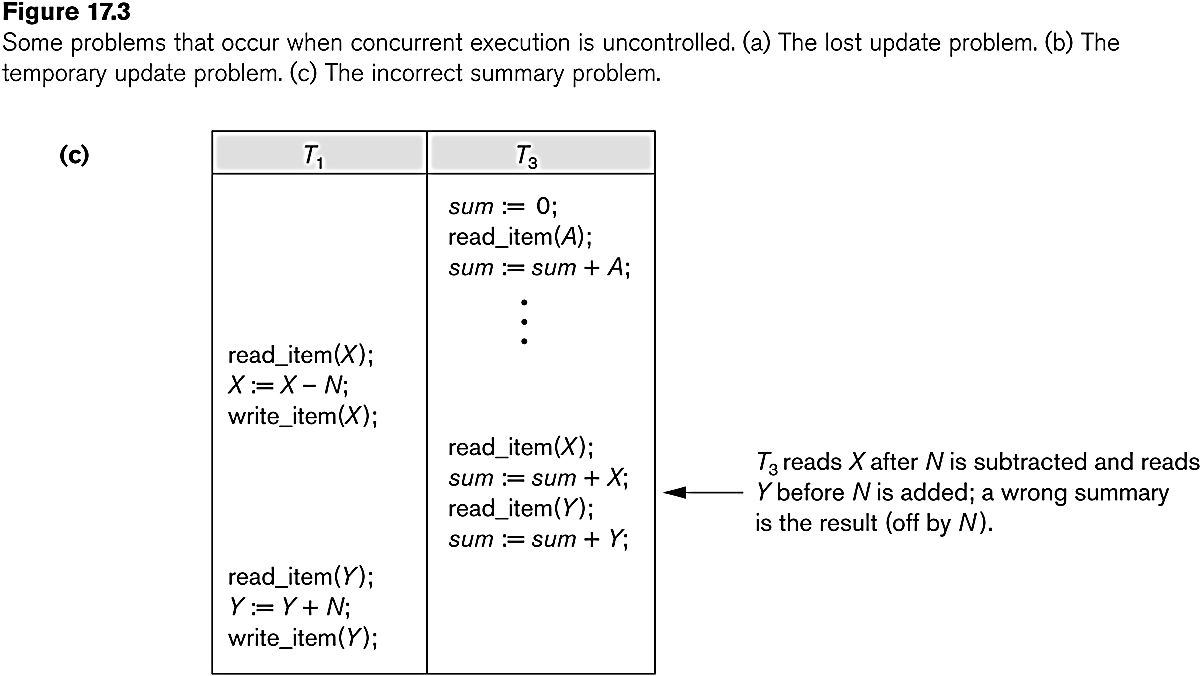 Figure 17.3
Some problems that occur when concurrent execution is uncontrolled. (a) The lost update problem. (b) The
temporary update problem. (c) The incorrect summary problem.
(c)
T1
T3
sum := 0;
read_item(A);
sum := sum + A;
read_item(X);
X := X – N;
write_item(X);
read_item(X);
sum := sum + X;
read_item(Y);
sum := sum + Y;
T3 reads X after N is subtracted and reads
Y before N is added; a wrong summary
is the result (off by N).
read_item(Y);
Y := Y + N;
write_item(Y);